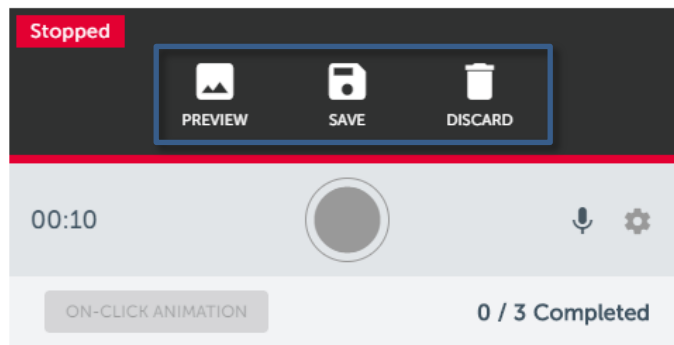 Stopped
PREVIEW SAVE DISCARD
00:10
ON-CLICK ANIMATION 0 / 3 Completed